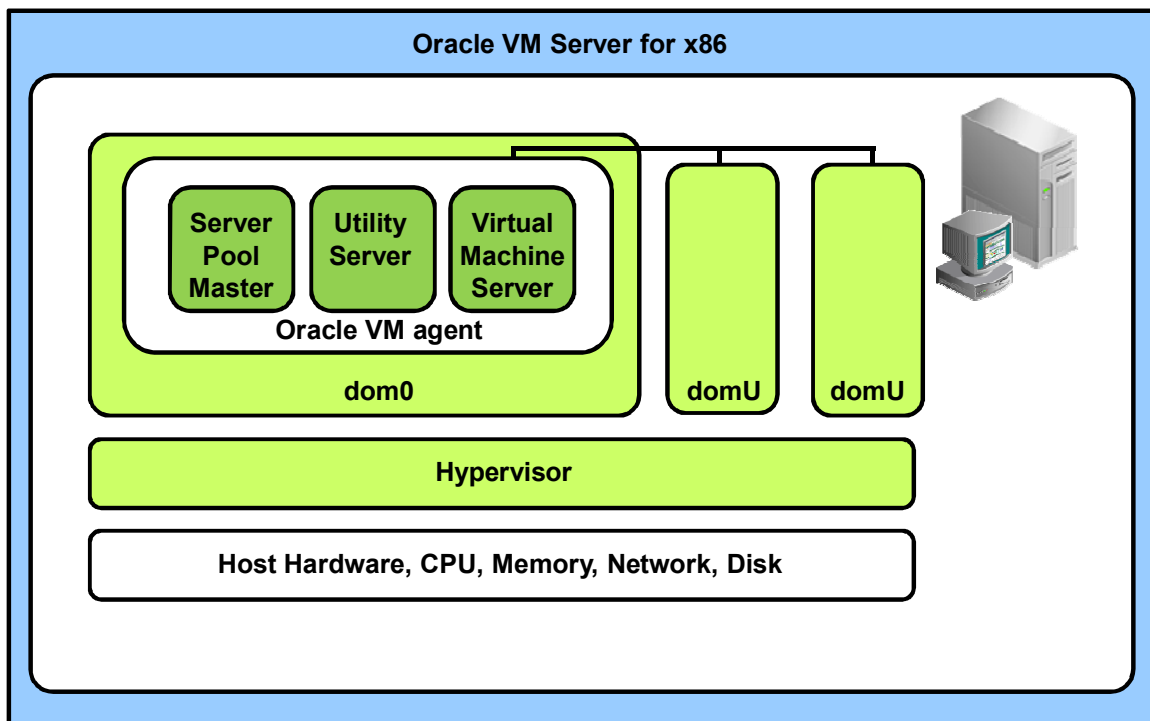 Oracle VM Server for x86
Server
Pool
Master
Utility
Server
Virtual
Machine
Server
Oracle VM agent
dom0
domU
domU
Hypervisor
Host Hardware, CPU, Memory, Network, Disk